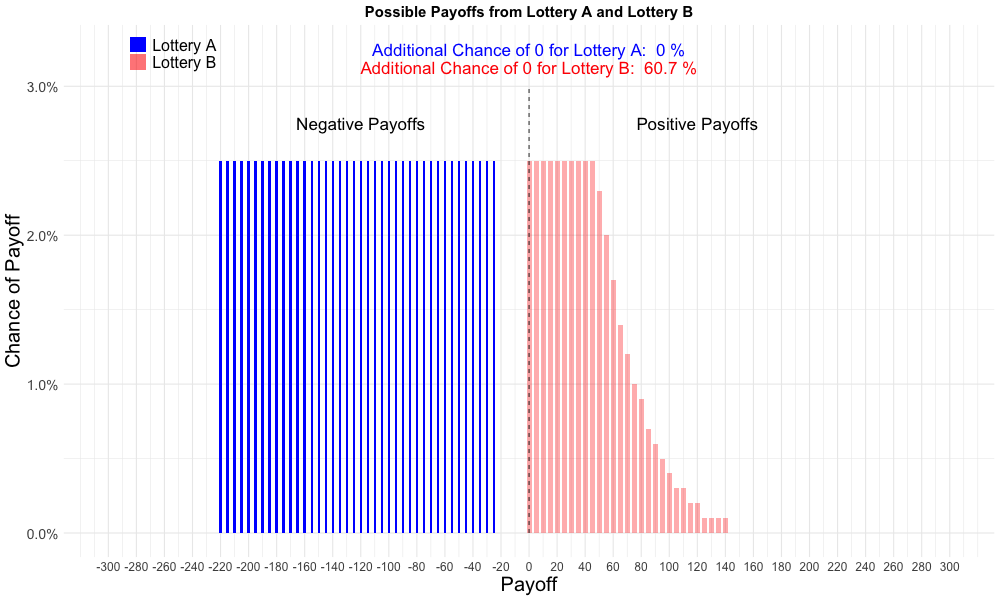 Possible Payoffs from Lottery A and Lottery B
Lottery A
Lottery B
Additional Chance of 0 for Lottery A:  0 %
Additional Chance of 0 for Lottery B:  60.7 %
Negative Payoffs
Positive Payoffs
Chance of Payoff
3.0%
2.0%
1.0%
0.0%
-300 -280 -260 -240 -220 -200 -180 -160 -140 -120 -100 -80 -60 -40 -20 0 20 40 60 80 100 120 140 160 180 200 220 240 260 280 300
Payoff